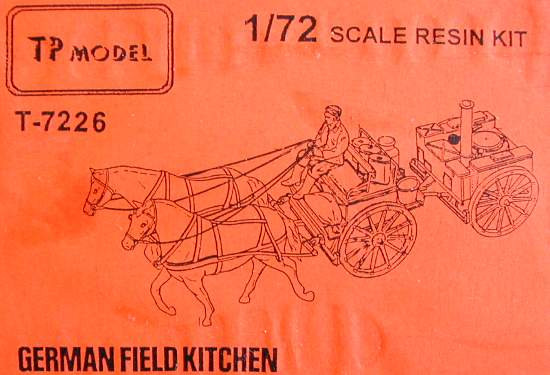 TP MODEL
1/72 SCALE RESIN KIT
T-7226
GERMAN FIELD KITCHEN